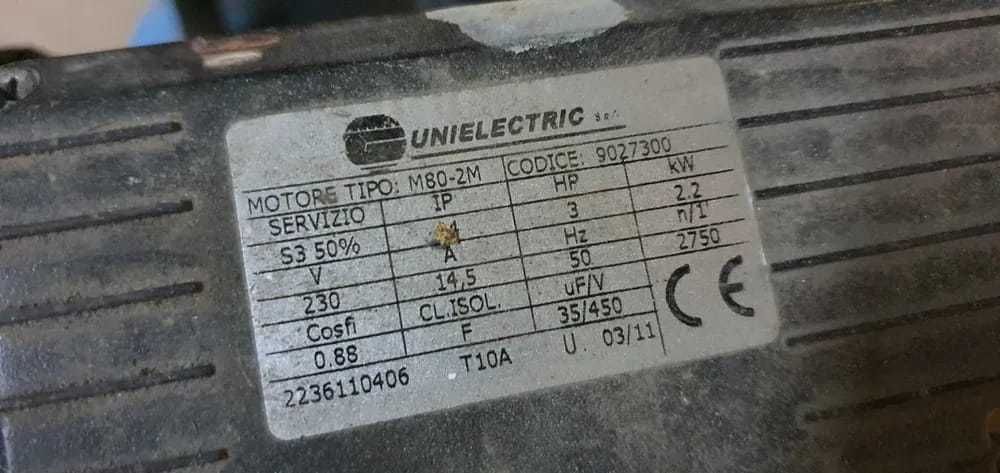 UNIELECTRIC
MOTORE TIPO: M80-2M CODICE: 9027300
SERVIZIO IP HP kW
S3 50% 3 2.2
V A Hz n/1'
230 14,5 50 2750
Cosfi CL.ISOL. uF/V
0.88 F 35/450
2236110406 T10A U 03/11
CE